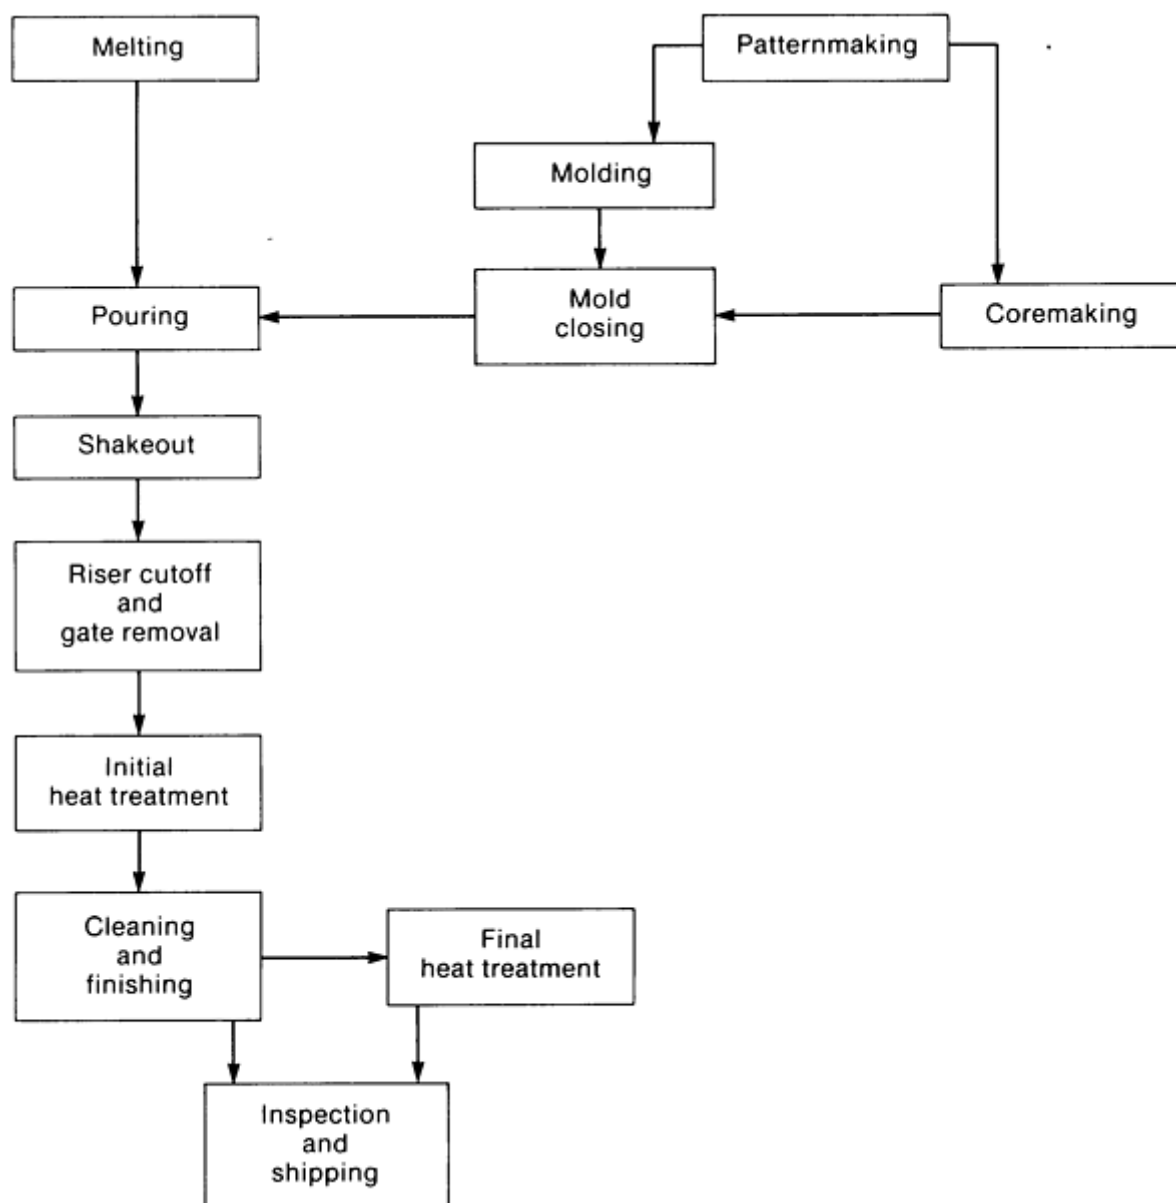 Melting
Patternmaking
Molding
Pouring
Mold
closing
Coremaking
Shakeout
Riser cutoff
and
gate removal
Initial
heat treatment
Cleaning
and
finishing
Final
heat treatment
Inspection
and
shipping